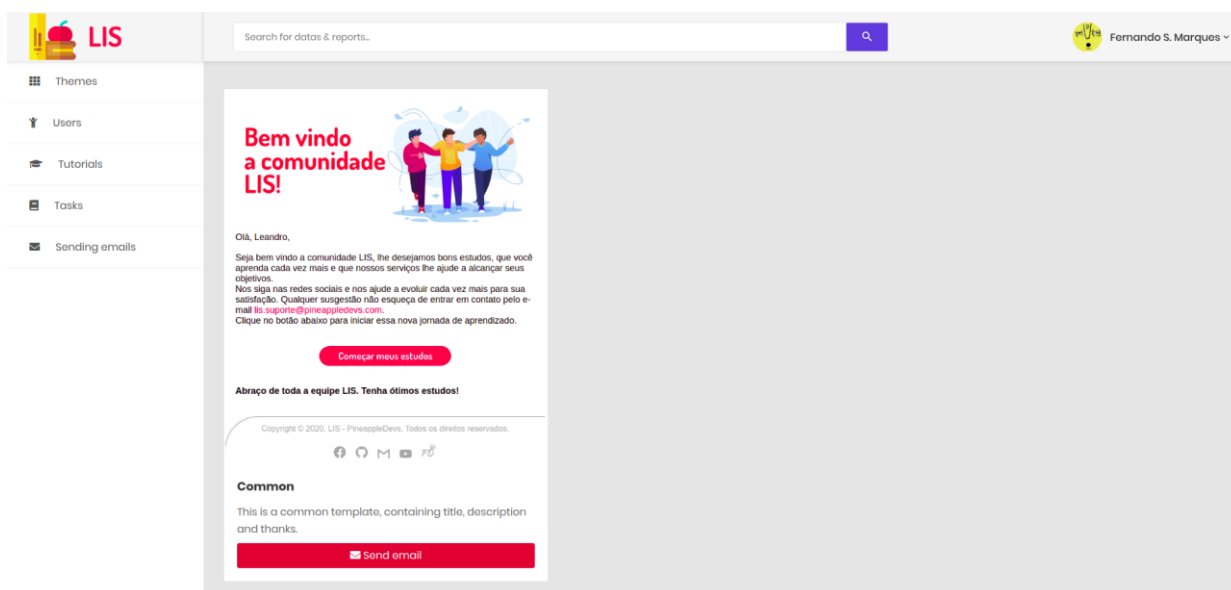 LIS
Search for datas & reports...
Fernando S. Marques
Themes
Users
Tutorials
Tasks
Sending emails
Bem vindo
a comunidade
LIS!
Olá, Leandro,
Seja bem vindo a comunidade LIS, lhe desejamos bons estudos, que você
aprenda cada vez mais e que nossos serviços lhe ajude a alcançar seus
objetivos.
Nos siga nas redes sociais e nos ajude a evoluir cada vez mais para sua
satisfação. Qualquer susgestão não esqueça de entrar em contato pelo e-
mail lis.suporte@pineappledevs.com.
Clique no botão abaixo para iniciar essa nova jornada de aprendizado.
Começar meus estudos
Abraço de toda a equipe LIS. Tenha ótimos estudos!
Copyright © 2020. LIS - PineappleDevs. Todos os direitos reservados.
Common
This is a common template, containing title, description
and thanks.
Send email